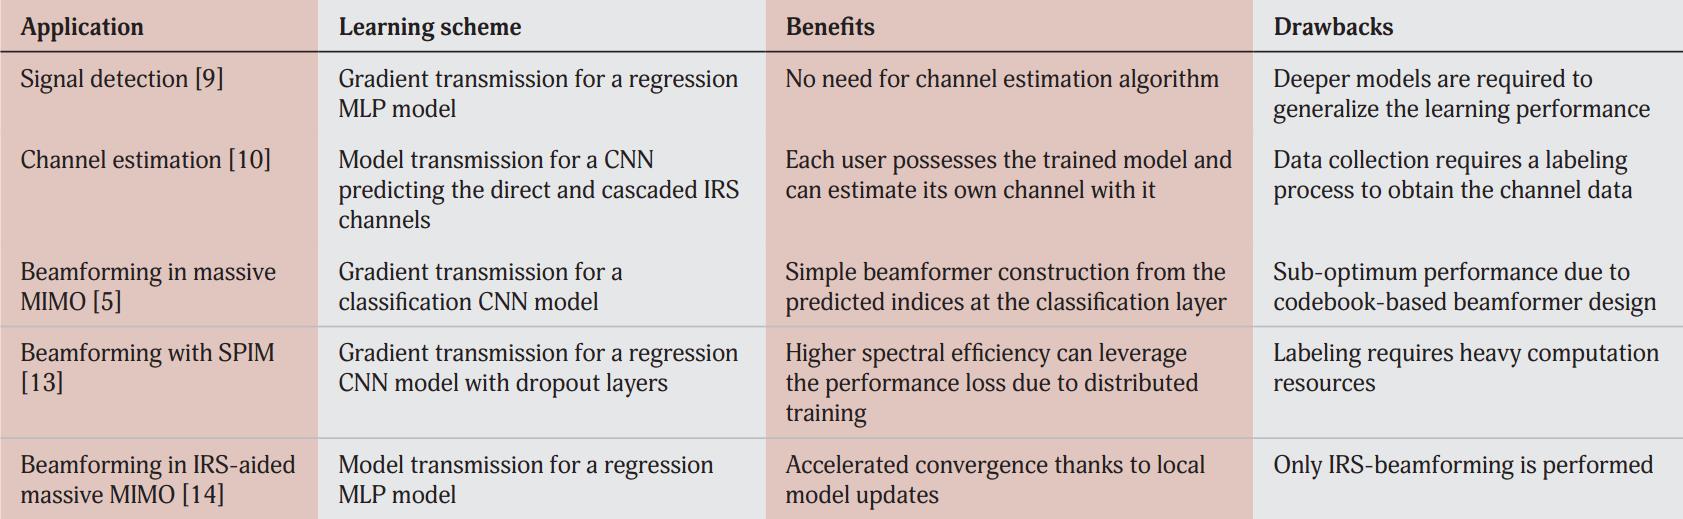 Application
Learning scheme
Benefits
Drawbacks
Signal detection [9]
Gradient transmission for a regression
MLP model
No need for channel estimation algorithm
Deeper models are required to
generalize the learning performance
Channel estimation [10]
Model transmission for a CNN
predicting the direct and cascaded IRS
channels
Each user possesses the trained model and
can estimate its own channel with it
Data collection requires a labeling
process to obtain the channel data
Beamforming in massive
MIMO [5]
Gradient transmission for a
classification CNN model
Simple beamformer construction from the
predicted indices at the classification layer
Sub-optimum performance due to
codebook-based beamformer design
Beamforming with SPIM
[13]
Gradient transmission for a regression
CNN model with dropout layers
Higher spectral efficiency can leverage
the performance loss due to distributed
training
Labeling requires heavy computation
resources
Beamforming in IRS-aided
massive MIMO [14]
Model transmission for a regression
MLP model
Accelerated convergence thanks to local
model updates
Only IRS-beamforming is performed